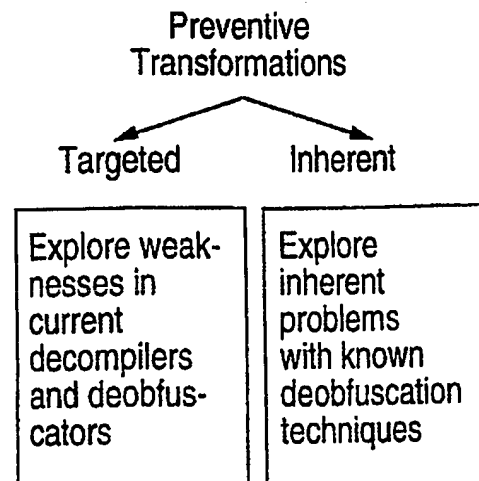 Preventive
Transformations
Targeted
Inherent
Explore weak-
nesses in
current
decompilers
and deobfus-
cators
Explore
inherent
problems
with known
deobfuscation
techniques